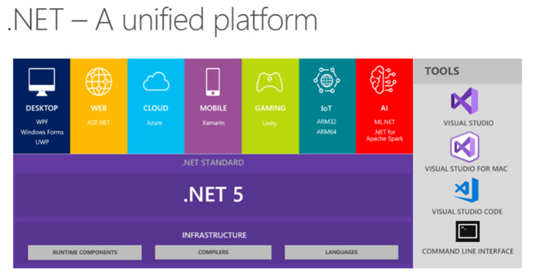 .NET – A unified platform
DESKTOP
WPF
Windows Forms
UWP
WEB
ASP.NET
CLOUD
Azure
MOBILE
Xamarin
GAMING
Unity
IoT
ARM32
ARM64
AI
ML.NET
.NET for
Apache Spark
.NET STANDARD
.NET 5
INFRASTRUCTURE
RUNTIME COMPONENTS
COMPILERS
LANGUAGES
TOOLS
VISUAL STUDIO
VISUAL STUDIO FOR MAC
VISUAL STUDIO CODE
COMMAND LINE INTERFACE